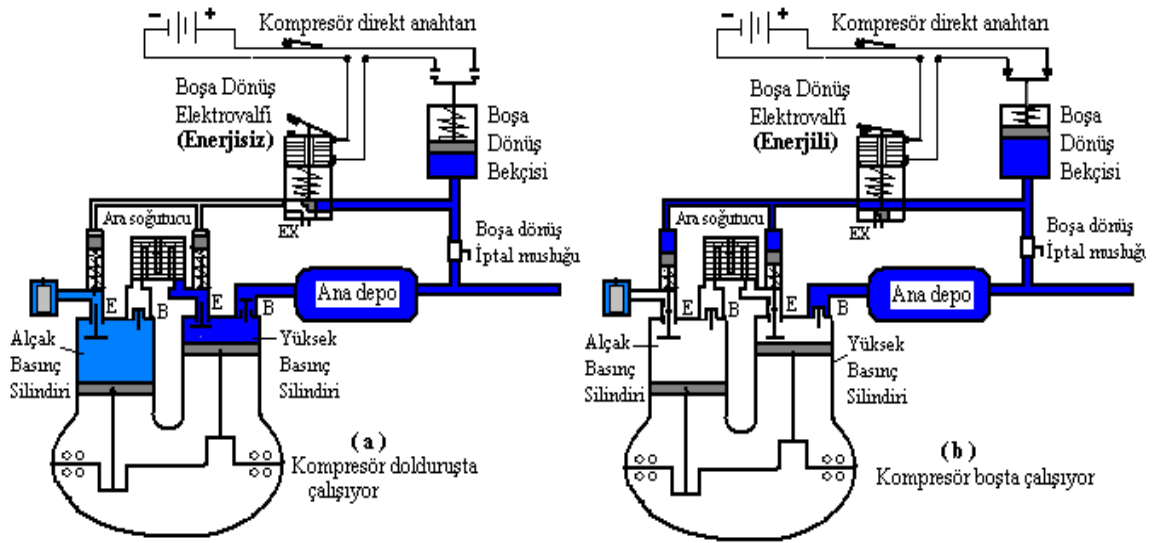 - +
Kompresör direkt anahtarı
Boşa Dönüş
Elektrovalfi
(Enerjisiz)
Boşa
Dönüş
Bekçisi
Ara soğutucu
EX
Boşa dönüş
İptal musluğu
Ana depo
E
B
E
B
Alçak
Basınç
Silindiri
Yüksek
Basınç
Silindiri
( a )
Kompresör dolduruşta
çalışıyor
- +
Kompresör direkt anahtarı
Boşa Dönüş
Elektrovalfi
(Enerjili)
Boşa
Dönüş
Bekçisi
Ara soğutucu
EX
Boşa dönüş
İptal musluğu
Ana depo
E
B
E
B
Alçak
Basınç
Silindiri
Yüksek
Basınç
Silindiri
( b )
Kompresör boşta çalışıyor